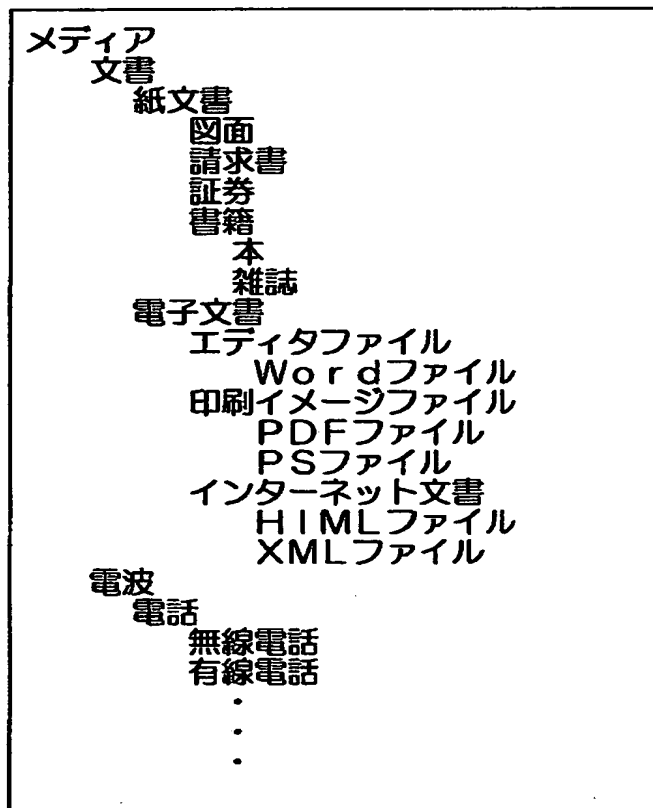 メディア
文書
紙文書
図面
請求書
証券
書籍
本
雑誌
電子文書
エディタファイル
Ｗｏｒｄファイル
印刷イメージファイル
ＰＤＦファイル
ＰＳファイル
インターネット文書
ＨＩＭＬファイル
ＸＭＬファイル
電波
電話
無線電話
有線電話
・
・
・